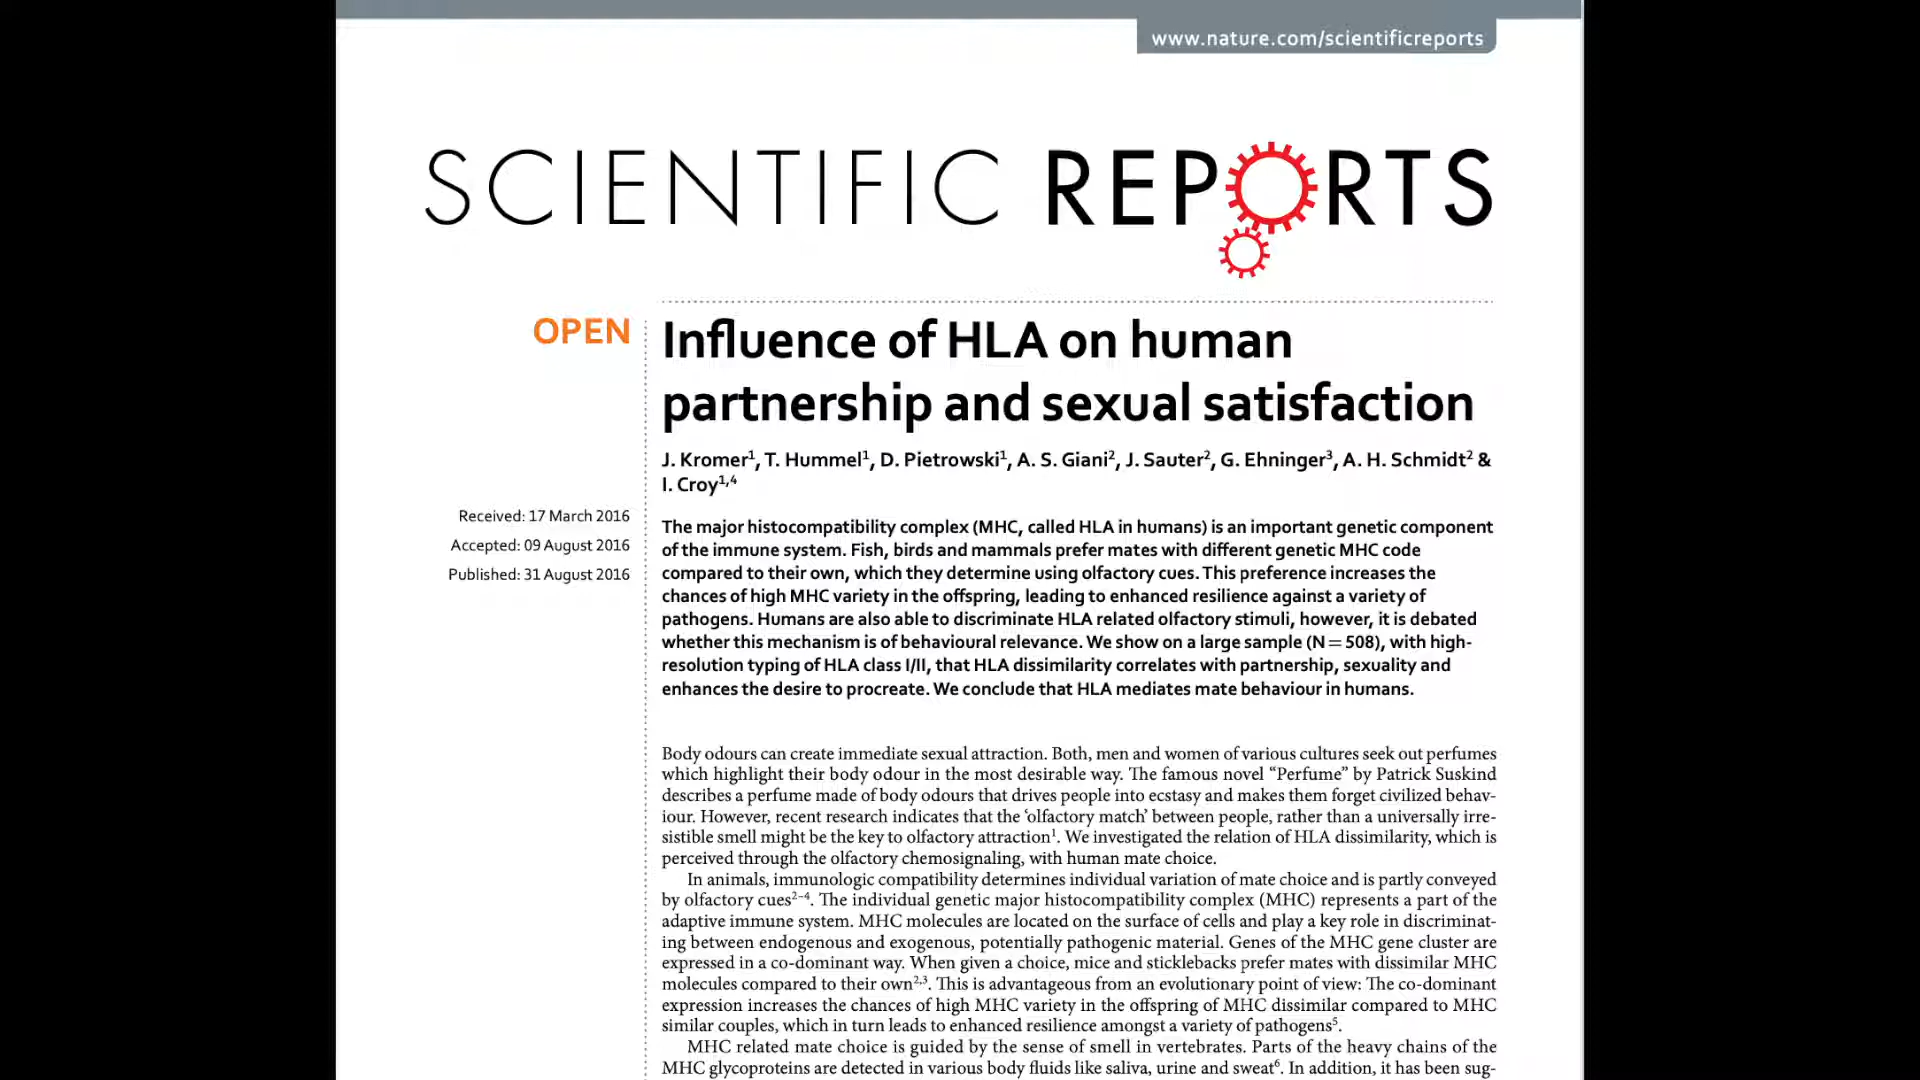 www.nature.com/scientificreports
SCIENTIFIC REPORTS
OPEN
Influence of HLA on human
partnership and sexual satisfaction
J. Kromer¹, T. Hummel¹, D. Pietrowski¹, A. S. Giani², J. Sauter², G. Ehninger³, A. H. Schmidt² &
I. Croy¹,⁴
Received: 17 March 2016
Accepted: 09 August 2016
Published: 31 August 2016
The major histocompatibility complex (MHC, called HLA in humans) is an important genetic component
of the immune system. Fish, birds and mammals prefer mates with different genetic MHC code
compared to their own, which they determine using olfactory cues. This preference increases the
chances of high MHC variety in the offspring, leading to enhanced resilience against a variety of
pathogens. Humans are also able to discriminate HLA related olfactory stimuli, however, it is debated
whether this mechanism is of behavioural relevance. We show on a large sample (N = 508), with high-
resolution typing of HLA class I/II, that HLA dissimilarity correlates with partnership, sexuality and
enhances the desire to procreate. We conclude that HLA mediates mate behaviour in humans.
Body odours can create immediate sexual attraction. Both, men and women of various cultures seek out perfumes
which highlight their body odour in the most desirable way. The famous novel “Perfume” by Patrick Suskind
describes a perfume made of body odours that drives people into ecstasy and makes them forget civilized behav-
iour. However, recent research indicates that the ‘olfactory match’ between people, rather than a universally irre-
sistible smell might be the key to olfactory attraction¹. We investigated the relation of HLA dissimilarity, which is
perceived through the olfactory chemosignaling, with human mate choice.
In animals, immunologic compatibility determines individual variation of mate choice and is partly conveyed
by olfactory cues²⁻⁴. The individual genetic major histocompatibility complex (MHC) represents a part of the
adaptive immune system. MHC molecules are located on the surface of cells and play a key role in discriminat-
ing between endogenous and exogenous, potentially pathogenic material. Genes of the MHC gene cluster are
expressed in a co-dominant way. When given a choice, mice and sticklebacks prefer mates with dissimilar MHC
molecules compared to their own²,³. This is advantageous from an evolutionary point of view: The co-dominant
expression increases the chances of high MHC variety in the offspring of MHC dissimilar compared to MHC
similar couples, which in turn leads to enhanced resilience amongst a variety of pathogens⁵.
MHC related mate choice is guided by the sense of smell in vertebrates. Parts of the heavy chains of the
MHC glycoproteins are detected in various body fluids like saliva, urine and sweat⁶. In addition, it has been sug-